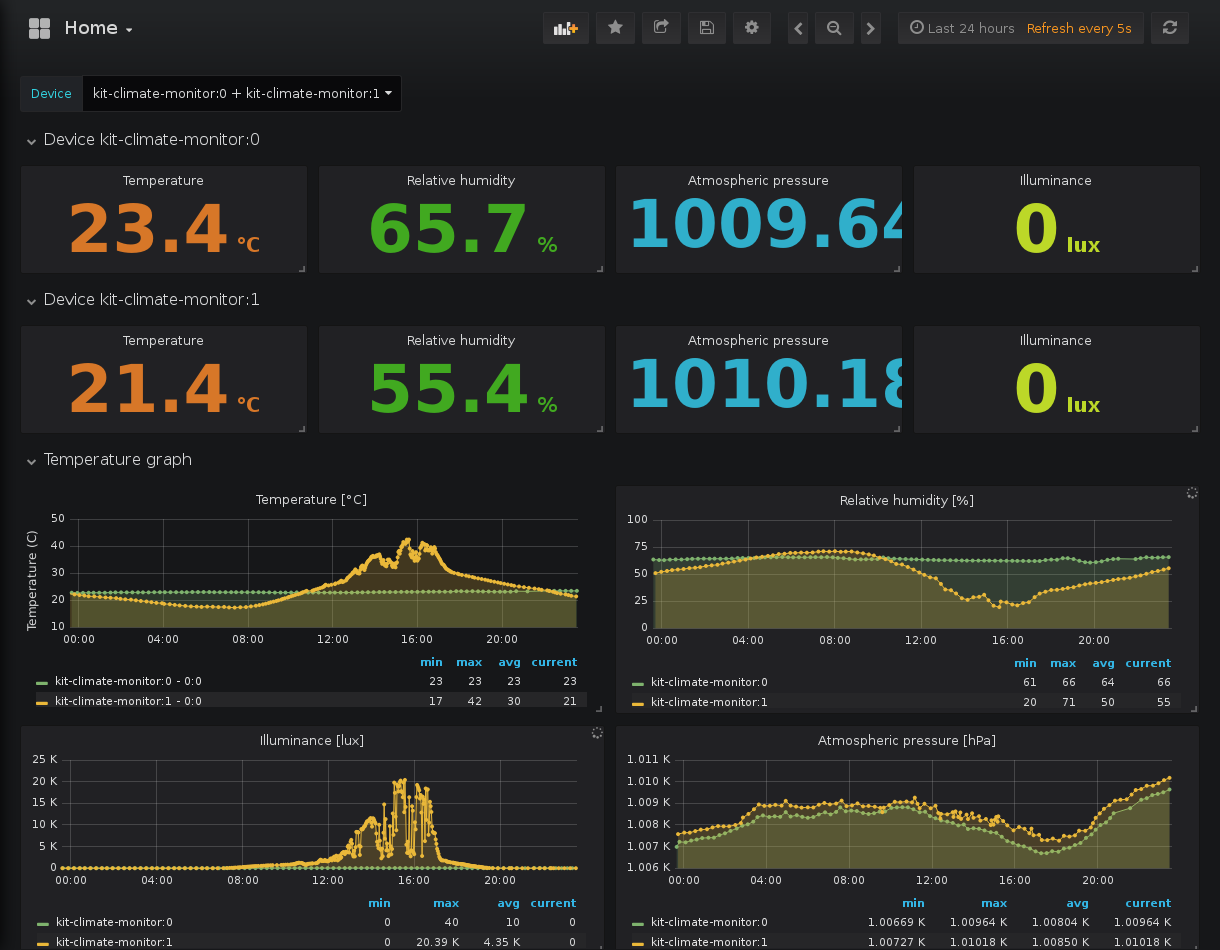 Home
Last 24 hours Refresh every 5s
Device kit-climate-monitor:0 + kit-climate-monitor:1
Device kit-climate-monitor:0
Temperature Relative humidity Atmospheric pressure Illuminance
23.4 °C 65.7 % 1009.64 0 lux
Device kit-climate-monitor:1
Temperature Relative humidity Atmospheric pressure Illuminance
21.4 °C 55.4 % 1010.18 0 lux
Temperature graph
Temperature [°C]
Temperature (C)
50
40
30
20
10
00:00 04:00 08:00 12:00 16:00 20:00
min max avg current
kit-climate-monitor:0 - 0:0 23 23 23 23
kit-climate-monitor:1 - 0:0 17 42 30 21
Relative humidity [%]
100
75
50
25
0
00:00 04:00 08:00 12:00 16:00 20:00
min max avg current
kit-climate-monitor:0 61 66 64 66
kit-climate-monitor:1 20 71 50 55
Illuminance [lux]
25 K
20 K
15 K
10 K
5 K
0
00:00 04:00 08:00 12:00 16:00 20:00
min max avg current
kit-climate-monitor:0 0 40 10 0
kit-climate-monitor:1 0 20.39 K 4.35 K 0
Atmospheric pressure [hPa]
1.011 K
1.010 K
1.009 K
1.008 K
1.007 K
1.006 K
00:00 04:00 08:00 12:00 16:00 20:00
min max avg current
kit-climate-monitor:0 1.00669 K 1.00964 K 1.00804 K 1.00964 K
kit-climate-monitor:1 1.00727 K 1.01018 K 1.00850 K 1.01018 K